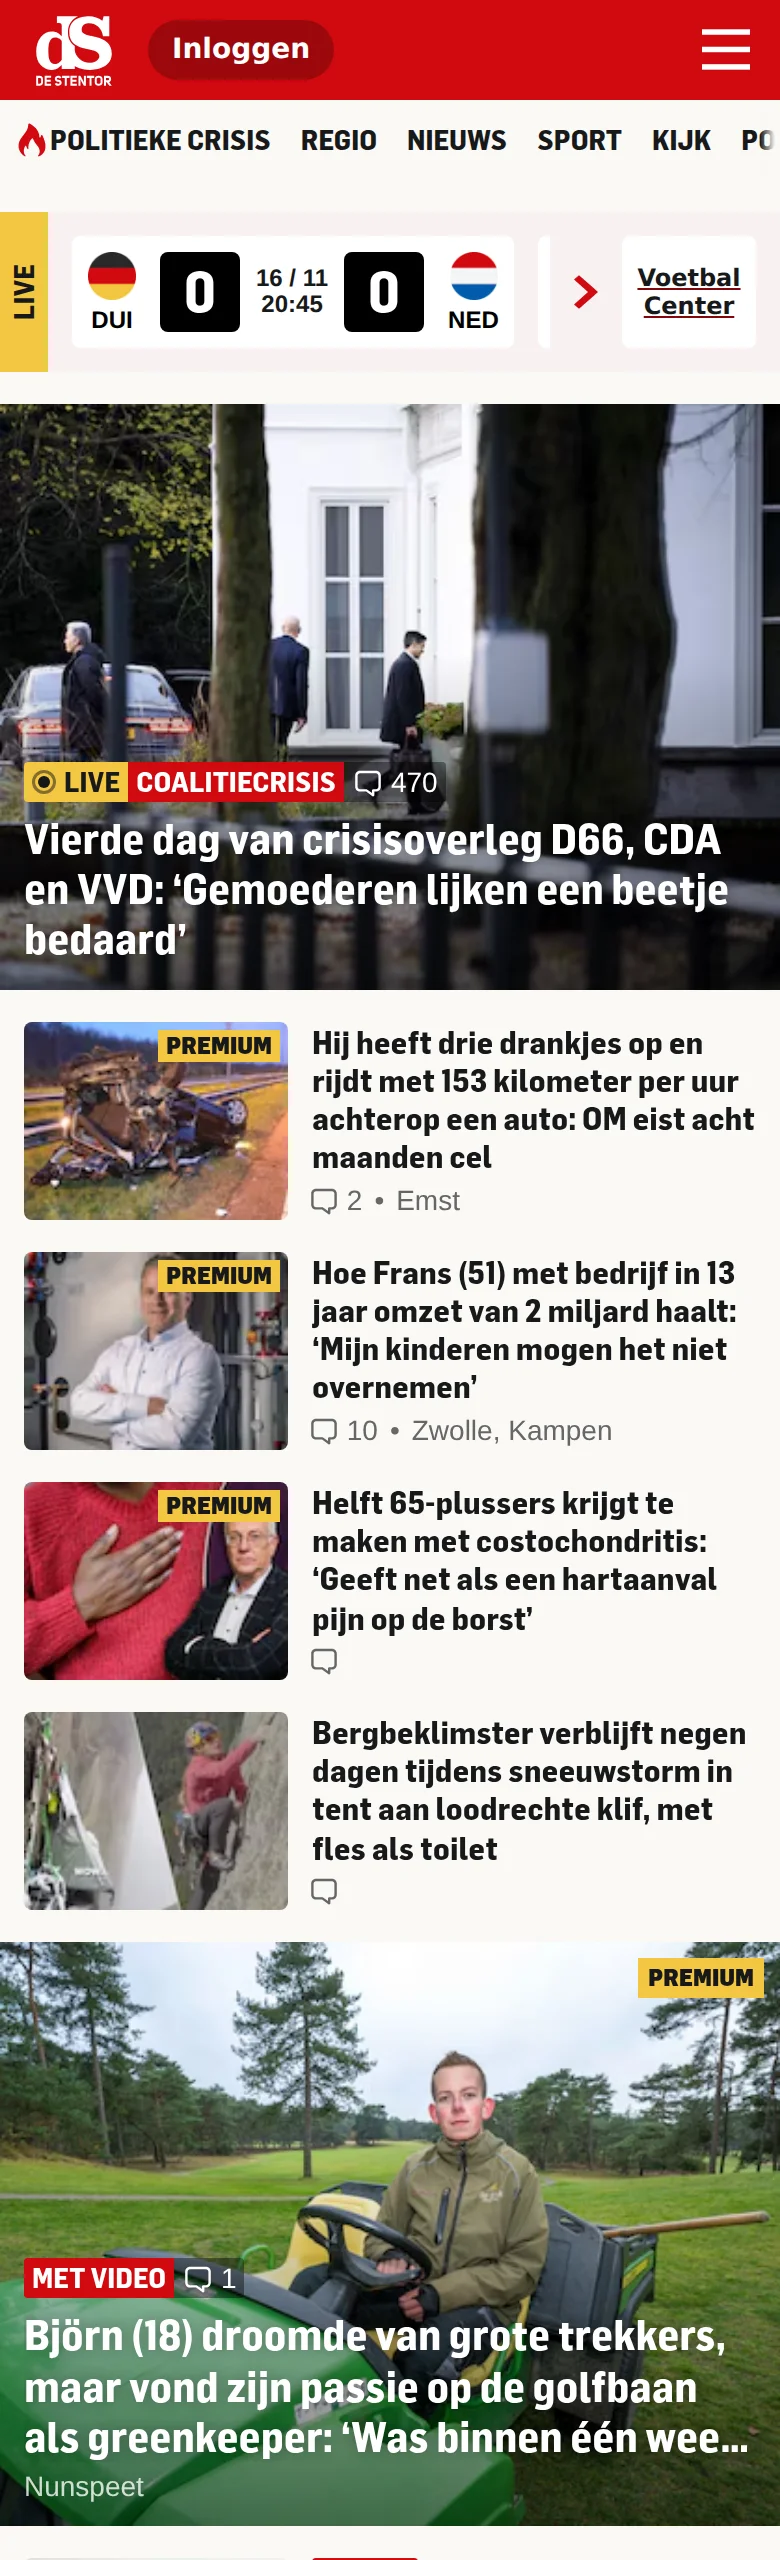 dS
DE STENTOR
Inloggen
POLITIEKE CRISIS REGIO NIEUWS SPORT KIJK PO
LIVE
DUI 0 16 / 11 20:45 0 NED
Voetbal
Center
LIVE COALITIECRISIS 470
Vierde dag van crisisoverleg D66, CDA
en VVD: ‘Gemoederen lijken een beetje
bedaard’
PREMIUM
Hij heeft drie drankjes op en
rijdt met 153 kilometer per uur
achterop een auto: OM eist acht
maanden cel
2 • Emst
PREMIUM
Hoe Frans (51) met bedrijf in 13
jaar omzet van 2 miljard haalt:
‘Mijn kinderen mogen het niet
overnemen’
10 • Zwolle, Kampen
PREMIUM
Helft 65-plussers krijgt te
maken met costochondritis:
‘Geeft net als een hartaanval
pijn op de borst’
Bergbeklimster verblijft negen
dagen tijdens sneeuwstorm in
tent aan loodrechte klif, met
fles als toilet
PREMIUM
MET VIDEO 1
Björn (18) droomde van grote trekkers,
maar vond zijn passie op de golfbaan
als greenkeeper: ‘Was binnen één wee...
Nunspeet